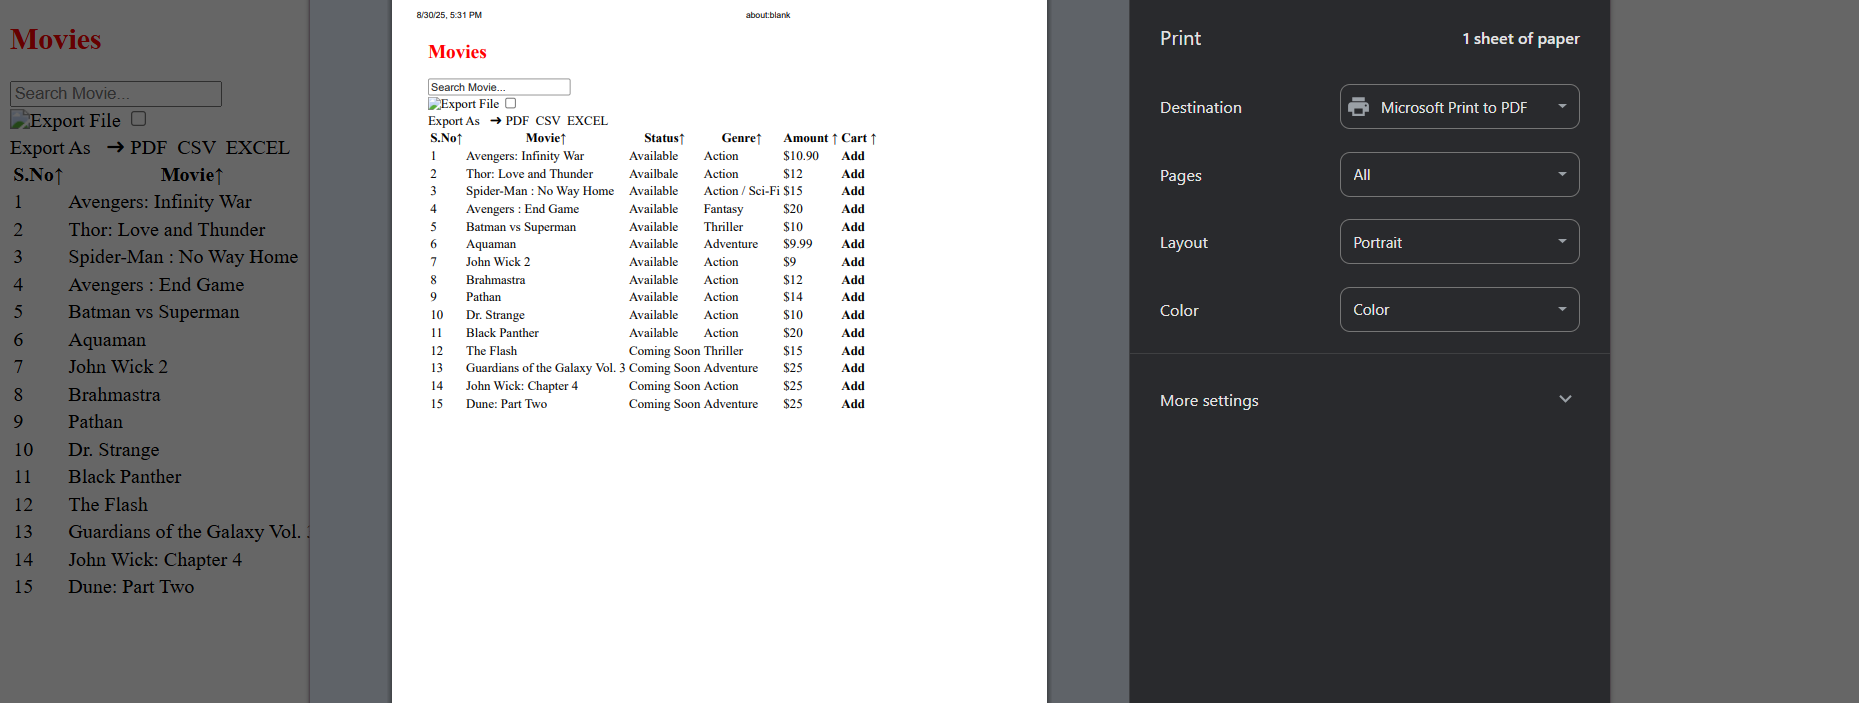 Movies
Search Movie...
Export File
Export As → PDF CSV EXCEL
S.No↑ Movie↑
1 Avengers: Infinity War
2 Thor: Love and Thunder
3 Spider-Man : No Way Home
4 Avengers : End Game
5 Batman vs Superman
6 Aquaman
7 John Wick 2
8 Brahmastra
9 Pathan
10 Dr. Strange
11 Black Panther
12 The Flash
13 Guardians of the Galaxy Vol.
14 John Wick: Chapter 4
15 Dune: Part Two
8/30/25, 5:31 PM about:blank
Movies
Search Movie...
Export File
Export As → PDF CSV EXCEL
S.No↑ Movie↑ Status↑ Genre↑ Amount ↑ Cart ↑
1 Avengers: Infinity War Available Action $10.90 Add
2 Thor: Love and Thunder Availbale Action $12 Add
3 Spider-Man : No Way Home Available Action / Sci-Fi $15 Add
4 Avengers : End Game Available Fantasy $20 Add
5 Batman vs Superman Available Thriller $10 Add
6 Aquaman Available Adventure $9.99 Add
7 John Wick 2 Available Action $9 Add
8 Brahmastra Available Action $12 Add
9 Pathan Available Action $14 Add
10 Dr. Strange Available Action $10 Add
11 Black Panther Available Action $20 Add
12 The Flash Coming Soon Thriller $15 Add
13 Guardians of the Galaxy Vol. 3 Coming Soon Adventure $25 Add
14 John Wick: Chapter 4 Coming Soon Action $25 Add
15 Dune: Part Two Coming Soon Adventure $25 Add
Print 1 sheet of paper
Destination Microsoft Print to PDF
Pages All
Layout Portrait
Color Color
More settings